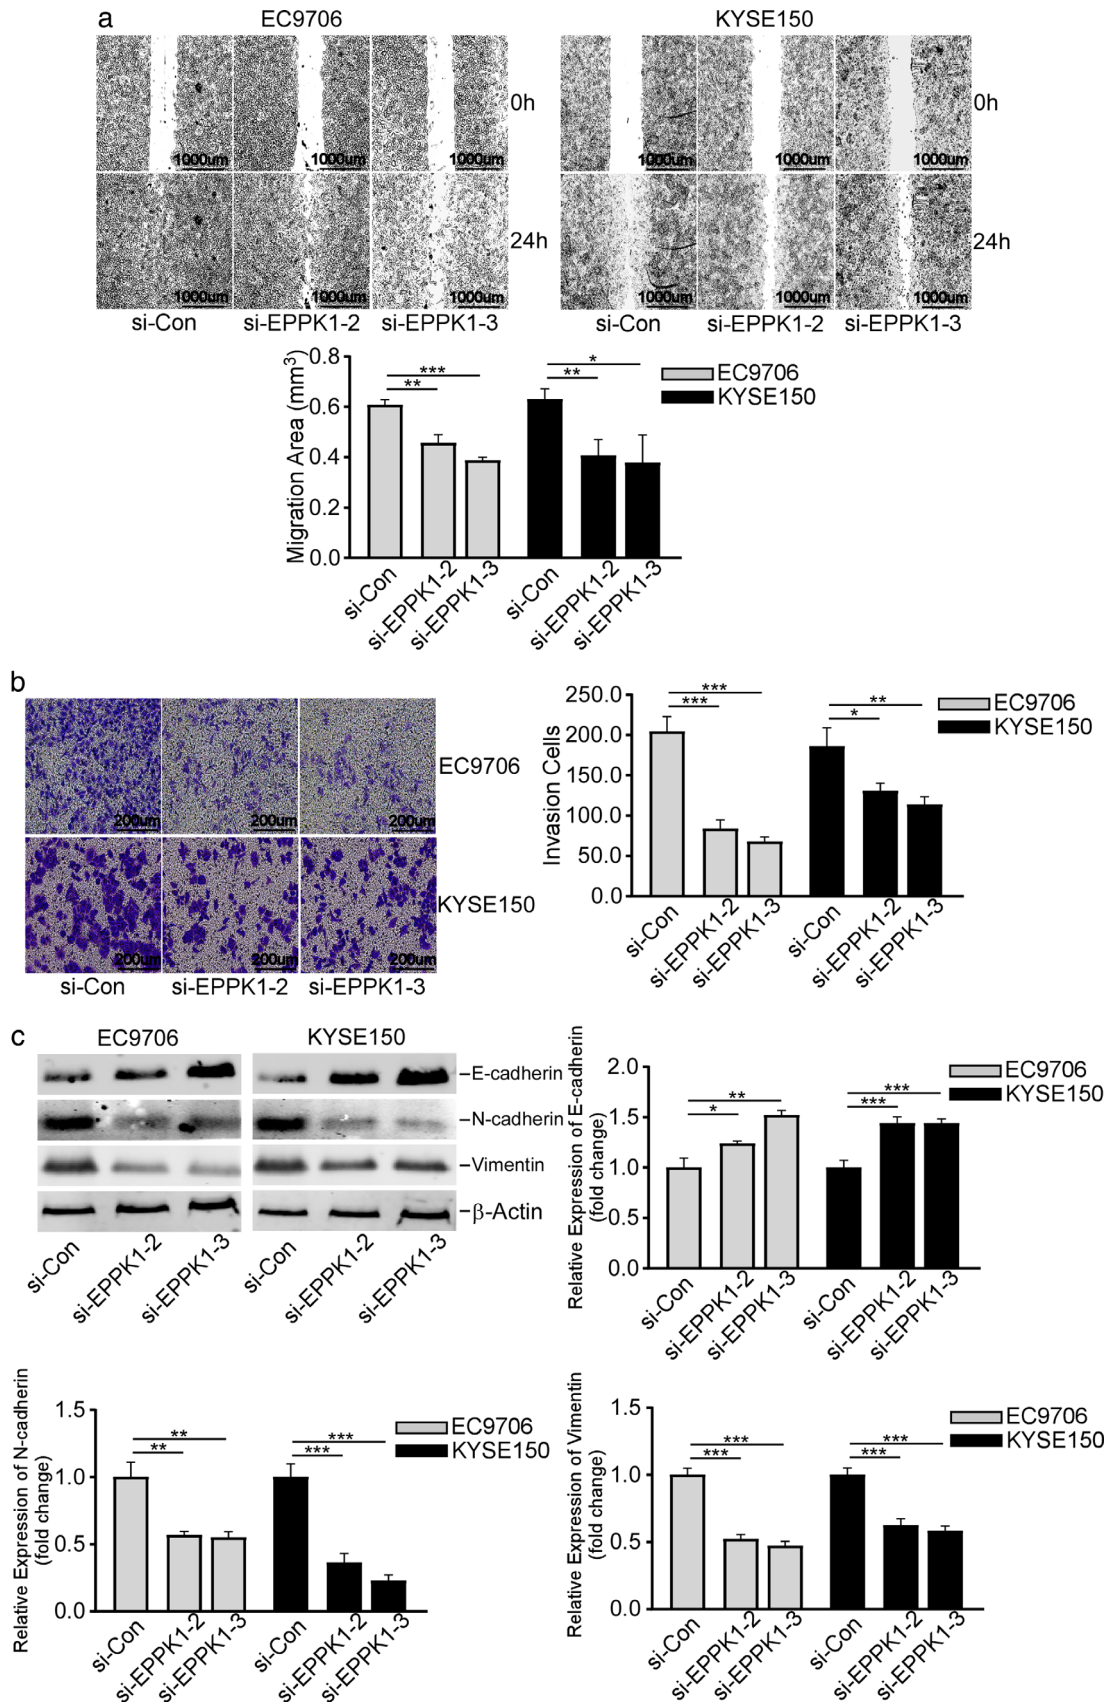 a
EC9706 KYSE150
0h 0h
1000um 1000um 1000um 1000um 1000um 1000um
24h 24h
1000um 1000um 1000um 1000um 1000um 1000um
si-Con si-EPPK1-2 si-EPPK1-3 si-Con si-EPPK1-2 si-EPPK1-3
Migration Area (mm³)
0.8
0.6
0.4
0.2
0.0
*** ** * **
EC9706
KYSE150
si-Con si-EPPK1-2 si-EPPK1-3 si-Con si-EPPK1-2 si-EPPK1-3
b
200um 200um 200um
EC9706
200um 200um 200um
KYSE150
si-Con si-EPPK1-2 si-EPPK1-3
Invasion Cells
250.0
200.0
150.0
100.0
50.0
0.0
*** *** ** *
EC9706
KYSE150
si-Con si-EPPK1-2 si-EPPK1-3 si-Con si-EPPK1-2 si-EPPK1-3
c
EC9706 KYSE150
E-cadherin
N-cadherin
Vimentin
β-Actin
si-Con si-EPPK1-2 si-EPPK1-3 si-Con si-EPPK1-2 si-EPPK1-3
Relative Expression of E-cadherin
(fold change)
2.0
1.5
1.0
0.5
0.0
** * *** ***
EC9706
KYSE150
si-Con si-EPPK1-2 si-EPPK1-3 si-Con si-EPPK1-2 si-EPPK1-3
Relative Expression of N-cadherin
(fold change)
1.5
1.0
0.5
0.0
** ** *** ***
EC9706
KYSE150
si-Con si-EPPK1-2 si-EPPK1-3 si-Con si-EPPK1-2 si-EPPK1-3
Relative Expression of Vimentin
(fold change)
1.5
1.0
0.5
0.0
*** *** *** ***
EC9706
KYSE150
si-Con si-EPPK1-2 si-EPPK1-3 si-Con si-EPPK1-2 si-EPPK1-3